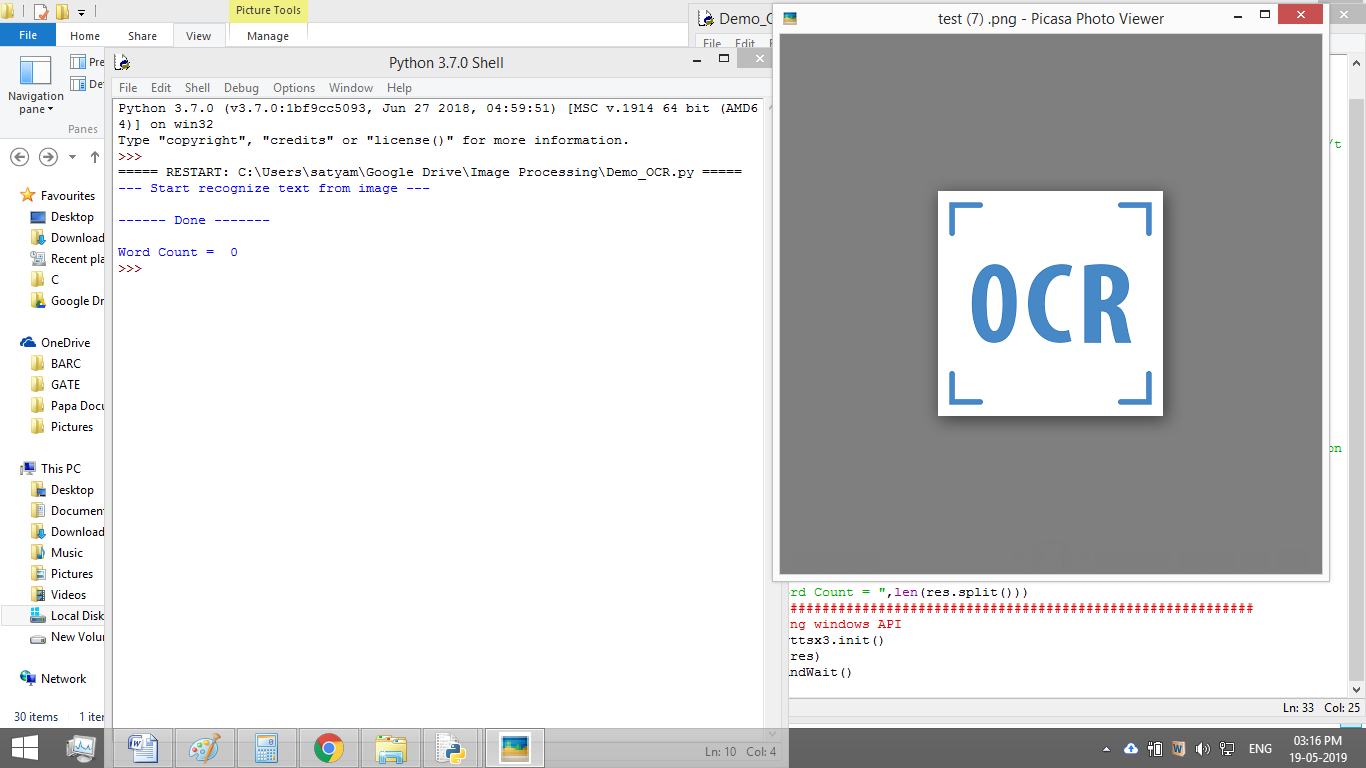 Picture Tools
File
Home
Share
View
Manage
Navigation
pane
Panes
Favourites
Desktop
Download
Recent pla
C
Google Dr
OneDrive
BARC
GATE
Papa Docu
Pictures
This PC
Desktop
Documen
Download
Music
Pictures
Videos
Local Disk
New Volu
Network
30 items
1 iter
Python 3.7.0 Shell
File Edit Shell Debug Options Window Help
Python 3.7.0 (v3.7.0:1bf9cc5093, Jun 27 2018, 04:59:51) [MSC v.1914 64 bit (AMD6
4)] on win32
Type "copyright", "credits" or "license()" for more information.
>>>
===== RESTART: C:\Users\satyam\Google Drive\Image Processing\Demo_OCR.py =====
--- Start recognize text from image ---
------ Done -------
Word Count =  0
>>>
Ln: 10 Col: 4
Demo_O
File Edit
test (7) .png - Picasa Photo Viewer
OCR
/t
on
rd Count = ",len(res.split()))
##########################################################
ng windows API
ttsx3.init()
res)
ndWait()
Ln: 33 Col: 25
ENG
03:16 PM
19-05-2019